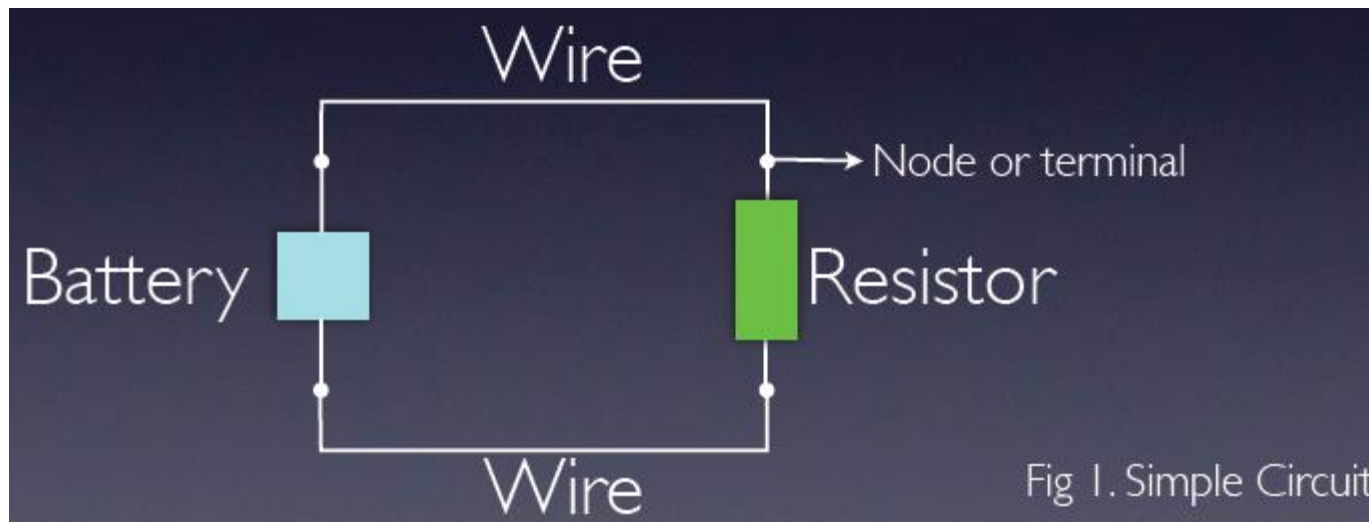 Wire
Node or terminal
Battery
Resistor
Wire
Fig 1. Simple Circuit